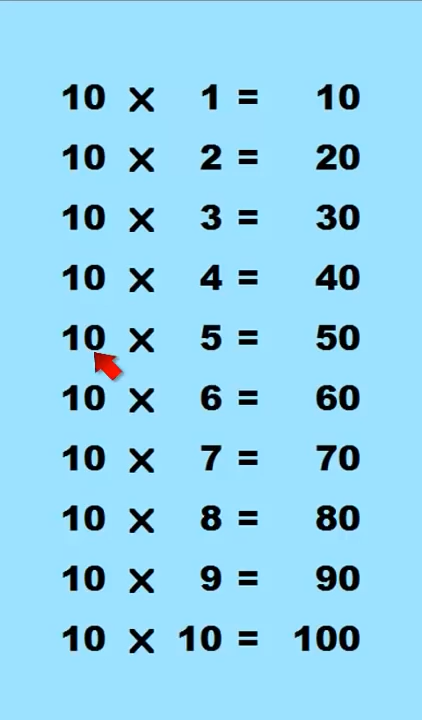 10 x 1 = 10
10 x 2 = 20
10 x 3 = 30
10 x 4 = 40
10 x 5 = 50
10 x 6 = 60
10 x 7 = 70
10 x 8 = 80
10 x 9 = 90
10 x 10 = 100